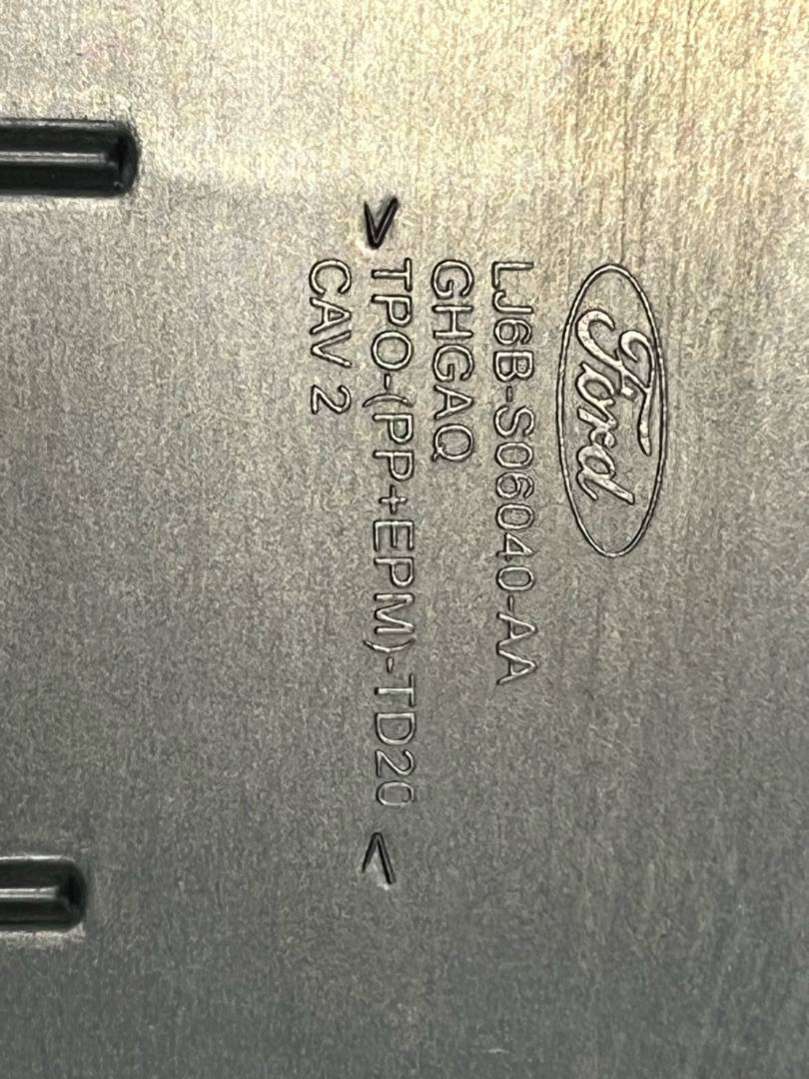 Ford
LJ6B-S06040-AA
GHGAQ
>TPO-(PP+EPM)-TD20<
CAV 2